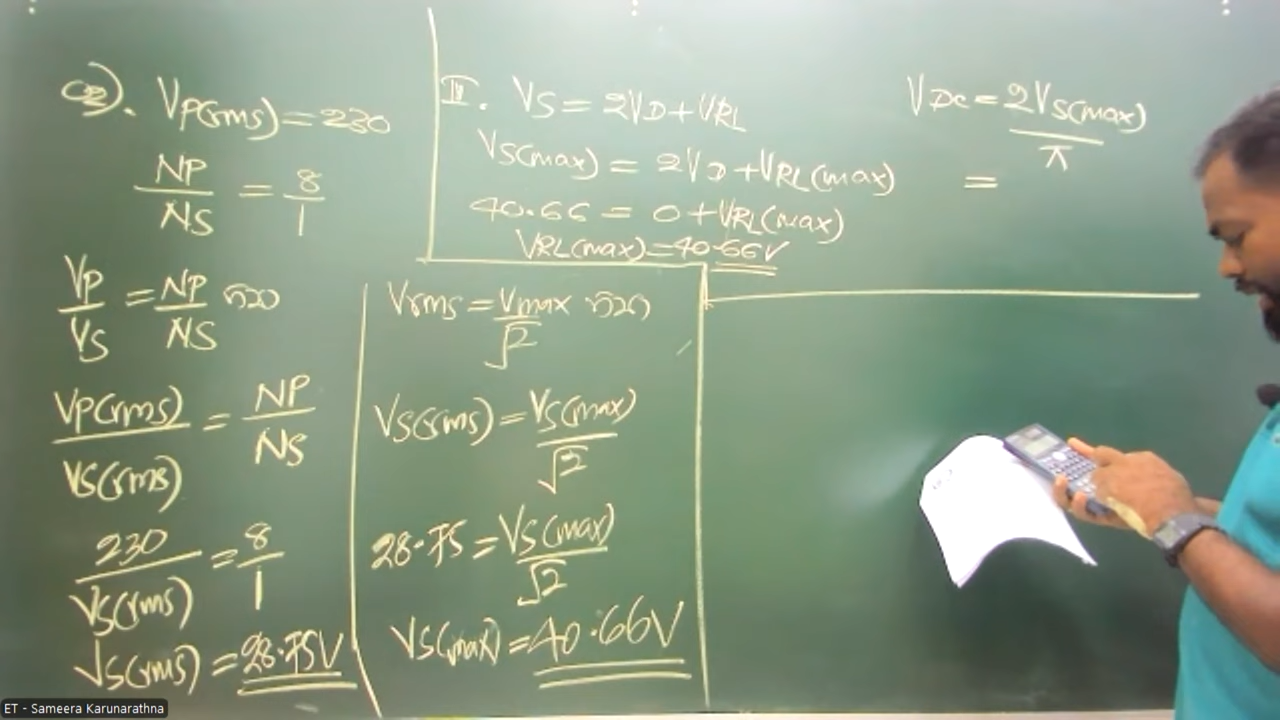 02). VP(rms) = 230
NP/NS = 8/1
VP/VS = NP/NS නිසා
VP(rms)/VS(rms) = NP/NS
230/VS(rms) = 8/1
VS(rms) = 28.75V
Vrms = Vmax/√2 නිසා
VS(rms) = VS(max)/√2
28.75 = VS(max)/√2
VS(max) = 40.66V
II. VS = 2VD + VRL
VS(max) = 2VD + VRL(max)
40.66 = 0 + VRL(max)
VRL(max) = 40.66V
VDC = 2VS(max)/π
=
ET - Sameera Karunarathna